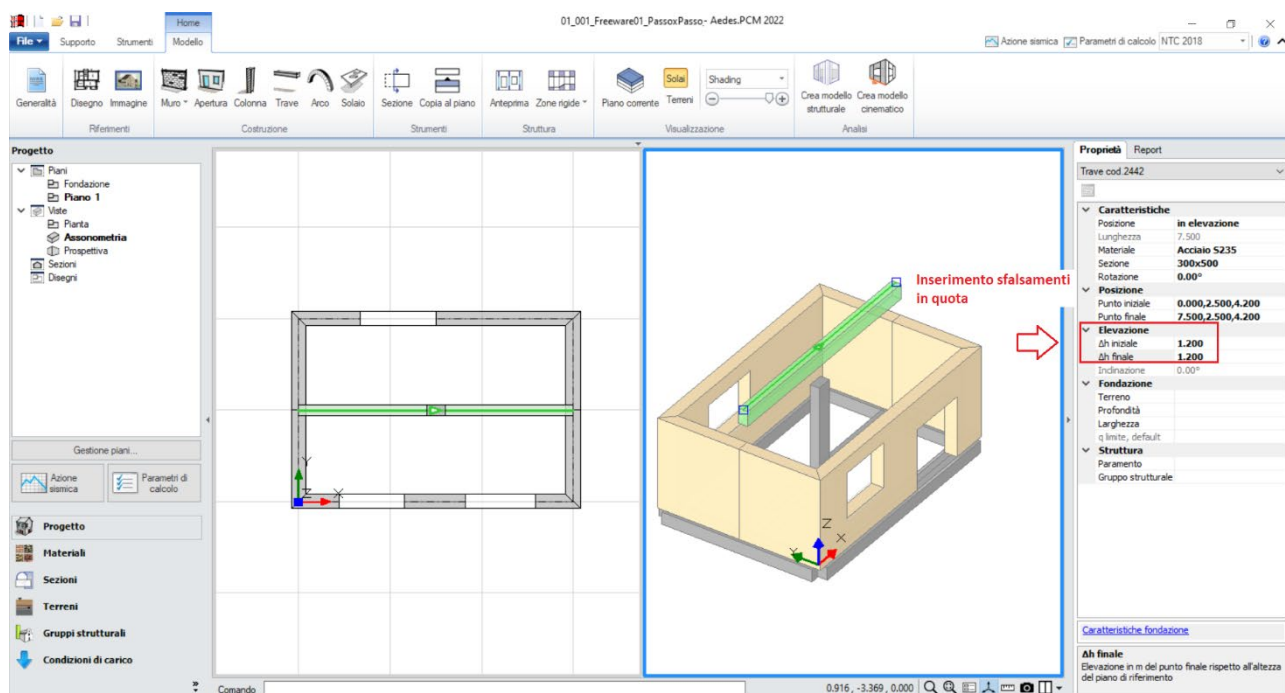 01_001_Freeware01_PassoxPasso - Aedes.PCM 2022
Home
File
Supporto
Strumenti
Modello
Azione sismica
Parametri di calcolo
NTC 2018
Generalità
Disegno
Immagine
Muro
Apertura
Colonna
Trave
Arco
Solaio
Sezione
Copia al piano
Anteprima
Zone rigide
Piano corrente
Solai
Terreni
Shading
Crea modello
strutturale
Crea modello
cinematico
Riferimenti
Costruzione
Strumenti
Struttura
Visualizzazione
Analisi
Progetto
Piani
Fondazione
Piano 1
Viste
Pianta
Assonometria
Prospettiva
Sezioni
Disegni
Gestione piani...
Azione
sismica
Parametri di
calcolo
Progetto
Materiali
Sezioni
Terreni
Gruppi strutturali
Condizioni di carico
Y
Z
X
Inserimento sfalsamenti
in quota
Z
X
Y
Proprietà
Report
Trave cod.2442
Caratteristiche
Posizione in elevazione
Lunghezza 7.500
Materiale Acciaio S235
Sezione 300x500
Rotazione 0.00°
Posizione
Punto iniziale 0.000,2.500,4.200
Punto finale 7.500,2.500,4.200
Elevazione
Δh iniziale 1.200
Δh finale 1.200
Indinazione 0.00°
Fondazione
Terreno
Profondità
Larghezza
q limite, default
Struttura
Paramento
Gruppo strutturale
Caratteristiche fondazione
Δh finale
Elevazione in m del punto finale rispetto all'altezza
del piano di riferimento
Comando
0.916 , -3.369 , 0.000